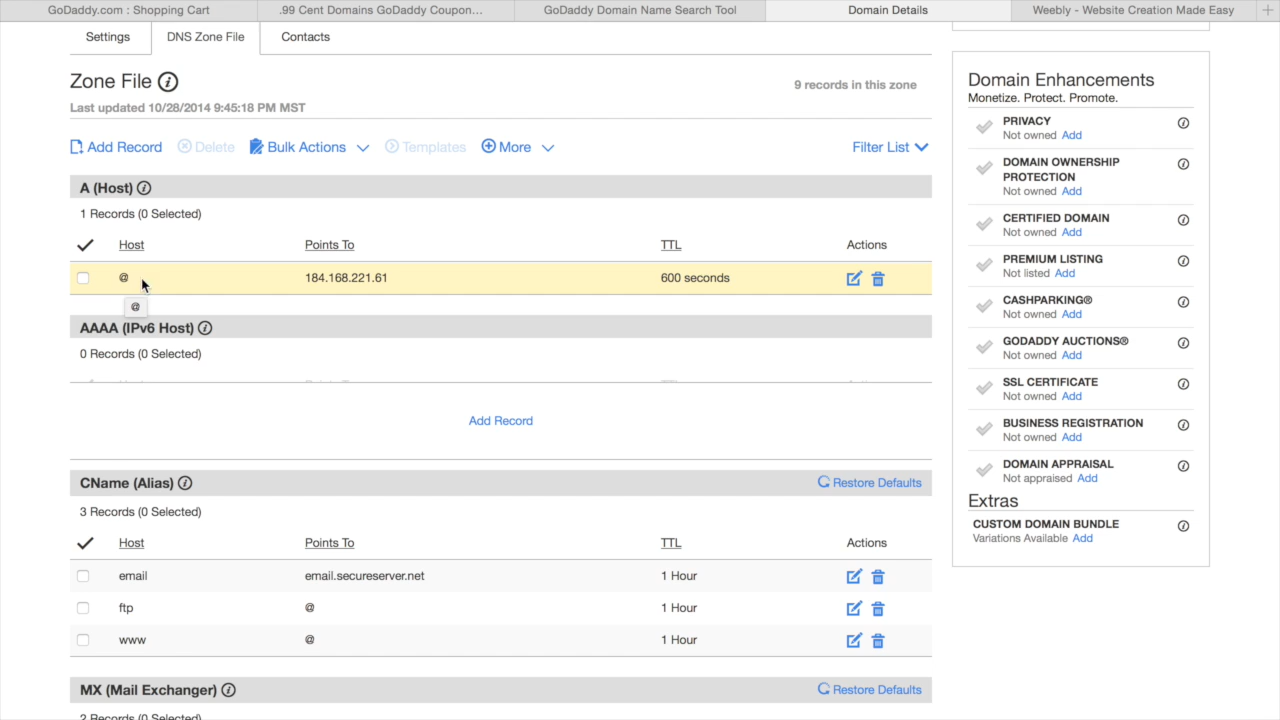 GoDaddy.com : Shopping Cart
.99 Cent Domains GoDaddy Coupon...
GoDaddy Domain Name Search Tool
Domain Details
Weebly - Website Creation Made Easy
Settings
DNS Zone File
Contacts
Zone File
9 records in this zone
Last updated 10/28/2014 9:45:18 PM MST
Add Record Delete Bulk Actions Templates More Filter List
A (Host)
1 Records (0 Selected)
Host Points To TTL Actions
@ 184.168.221.61 600 seconds
@
AAAA (IPv6 Host)
0 Records (0 Selected)
Add Record
CName (Alias) Restore Defaults
3 Records (0 Selected)
Host Points To TTL Actions
email email.secureserver.net 1 Hour
ftp @ 1 Hour
www @ 1 Hour
MX (Mail Exchanger) Restore Defaults
2 Records (0 Selected)
Domain Enhancements
Monetize. Protect. Promote.
PRIVACY
Not owned Add
DOMAIN OWNERSHIP
PROTECTION
Not owned Add
CERTIFIED DOMAIN
Not owned Add
PREMIUM LISTING
Not listed Add
CASHPARKING®
Not owned Add
GODADDY AUCTIONS®
Not owned Add
SSL CERTIFICATE
Not owned Add
BUSINESS REGISTRATION
Not owned Add
DOMAIN APPRAISAL
Not appraised Add
Extras
CUSTOM DOMAIN BUNDLE
Variations Available Add